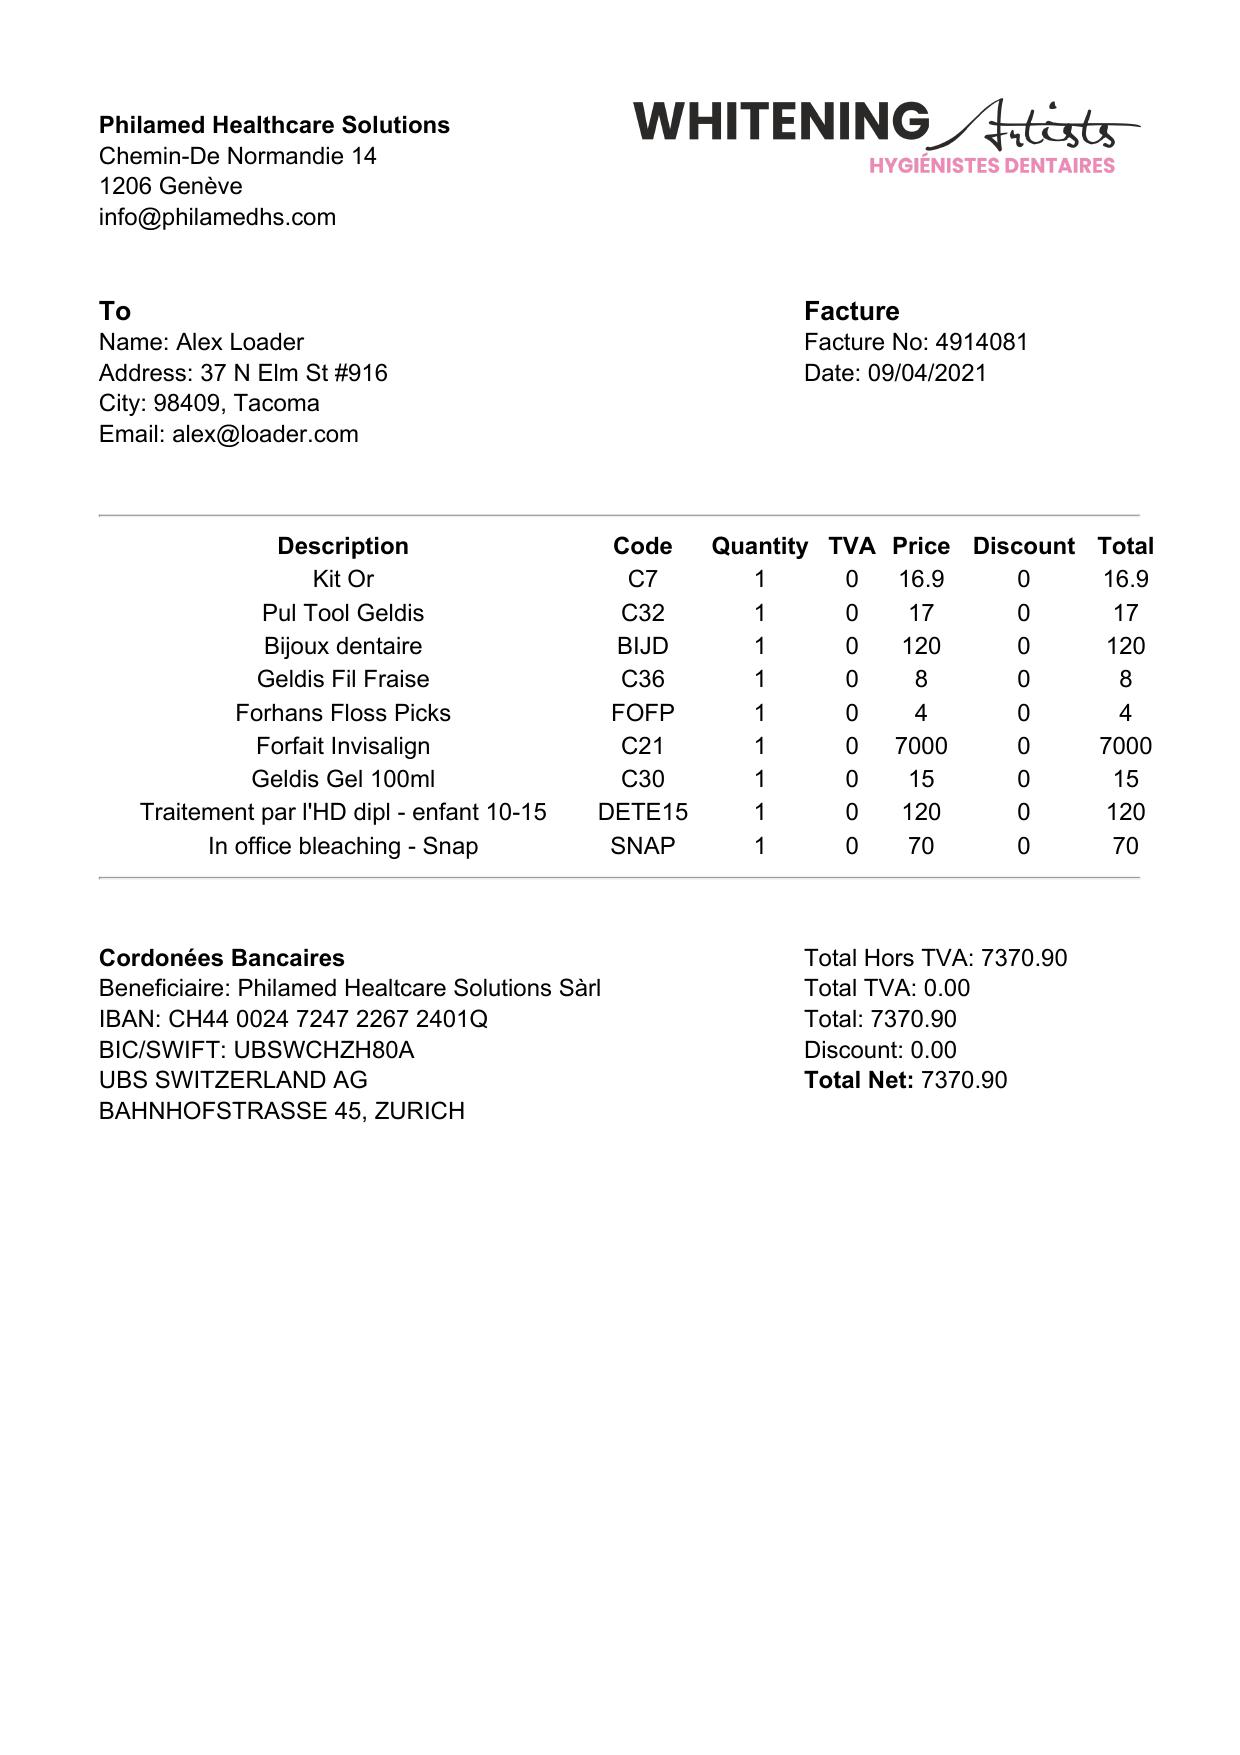 Philamed Healthcare Solutions
Chemin-De Normandie 14
1206 Genève
info@philamedhs.com
WHITENING Artists
HYGIÉNISTES DENTAIRES
To
Name: Alex Loader
Address: 37 N Elm St #916
City: 98409, Tacoma
Email: alex@loader.com
Facture
Facture No: 4914081
Date: 09/04/2021
Description Code Quantity TVA Price Discount Total
Kit Or C7 1 0 16.9 0 16.9
Pul Tool Geldis C32 1 0 17 0 17
Bijoux dentaire BIJD 1 0 120 0 120
Geldis Fil Fraise C36 1 0 8 0 8
Forhans Floss Picks FOFP 1 0 4 0 4
Forfait Invisalign C21 1 0 7000 0 7000
Geldis Gel 100ml C30 1 0 15 0 15
Traitement par l'HD dipl - enfant 10-15 DETE15 1 0 120 0 120
In office bleaching - Snap SNAP 1 0 70 0 70
Cordonées Bancaires
Beneficiaire: Philamed Healtcare Solutions Sàrl
IBAN: CH44 0024 7247 2267 2401Q
BIC/SWIFT: UBSWCHZH80A
UBS SWITZERLAND AG
BAHNHOFSTRASSE 45, ZURICH
Total Hors TVA: 7370.90
Total TVA: 0.00
Total: 7370.90
Discount: 0.00
Total Net: 7370.90